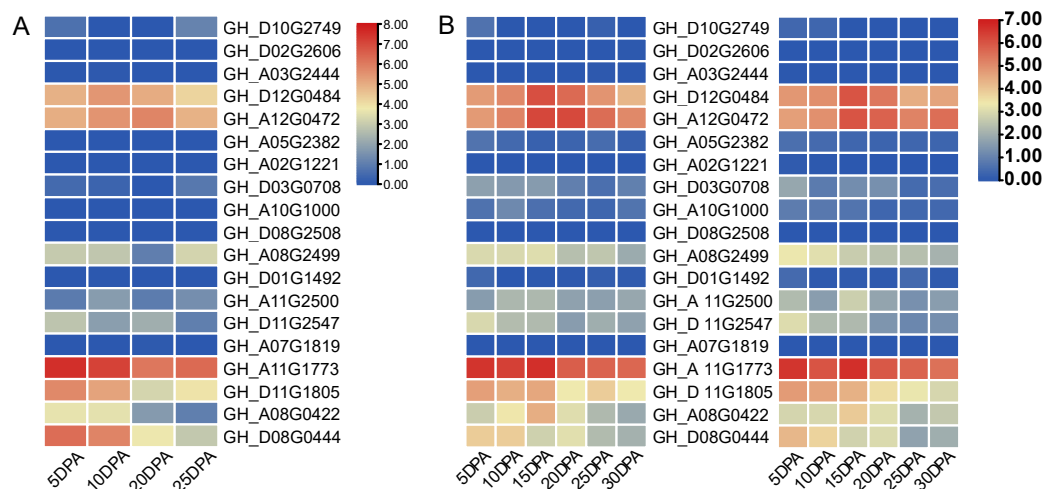 A
GH_D10G2749
GH_D02G2606
GH_A03G2444
GH_D12G0484
GH_A12G0472
GH_A05G2382
GH_A02G1221
GH_D03G0708
GH_A10G1000
GH_D08G2508
GH_A08G2499
GH_D01G1492
GH_A11G2500
GH_D11G2547
GH_A07G1819
GH_A11G1773
GH_D11G1805
GH_A08G0422
GH_D08G0444
5DPA
10DPA
20DPA
25DPA
8.00
7.00
6.00
5.00
4.00
3.00
2.00
1.00
0.00
B
GH_D10G2749
GH_D02G2606
GH_A03G2444
GH_D12G0484
GH_A12G0472
GH_A05G2382
GH_A02G1221
GH_D03G0708
GH_A10G1000
GH_D08G2508
GH_A08G2499
GH_D01G1492
GH_A 11G2500
GH_D 11G2547
GH_A07G1819
GH_A 11G1773
GH_D 11G1805
GH_A08G0422
GH_D08G0444
5DPA
10DPA
15DPA
20DPA
25DPA
30DPA
5DPA
10DPA
15DPA
20DPA
25DPA
30DPA
7.00
6.00
5.00
4.00
3.00
2.00
1.00
0.00